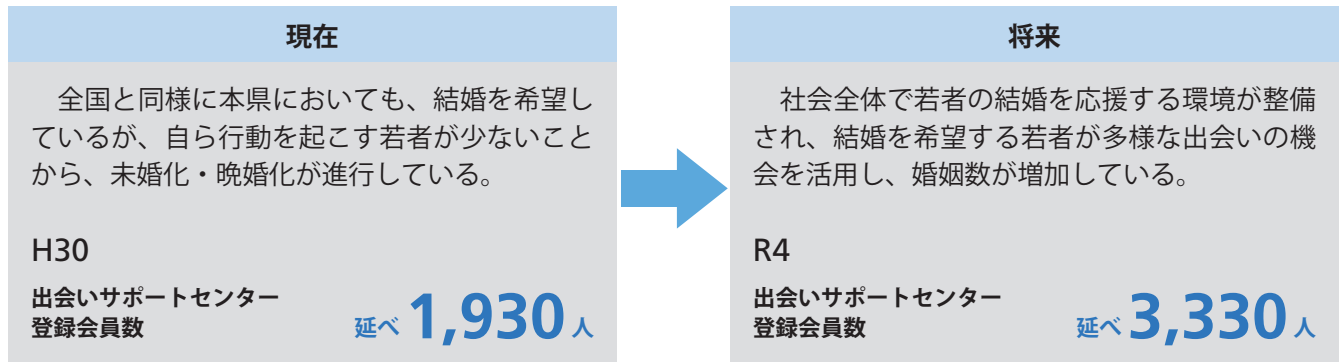 現在
全国と同様に本県においても、結婚を希望し
ているが、自ら行動を起こす若者が少ないこと
から、未婚化・晩婚化が進行している。
H30
出会いサポートセンター
登録会員数
延べ 1,930 人
将来
社会全体で若者の結婚を応援する環境が整備
され、結婚を希望する若者が多様な出会いの機
会を活用し、婚姻数が増加している。
R4
出会いサポートセンター
登録会員数
延べ 3,330 人